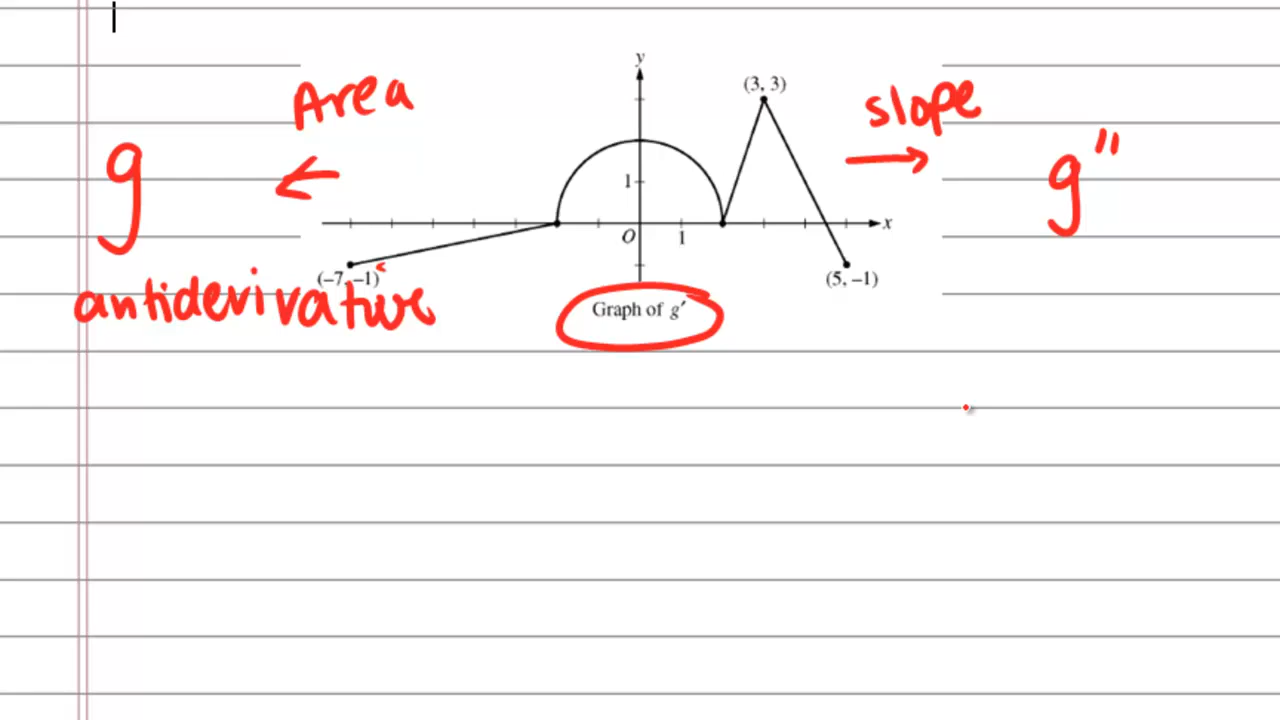 y
(3, 3)
Area
slope
g
g"
1
x
O
1
(−7, −1)
(5, −1)
antiderivative
Graph of g′